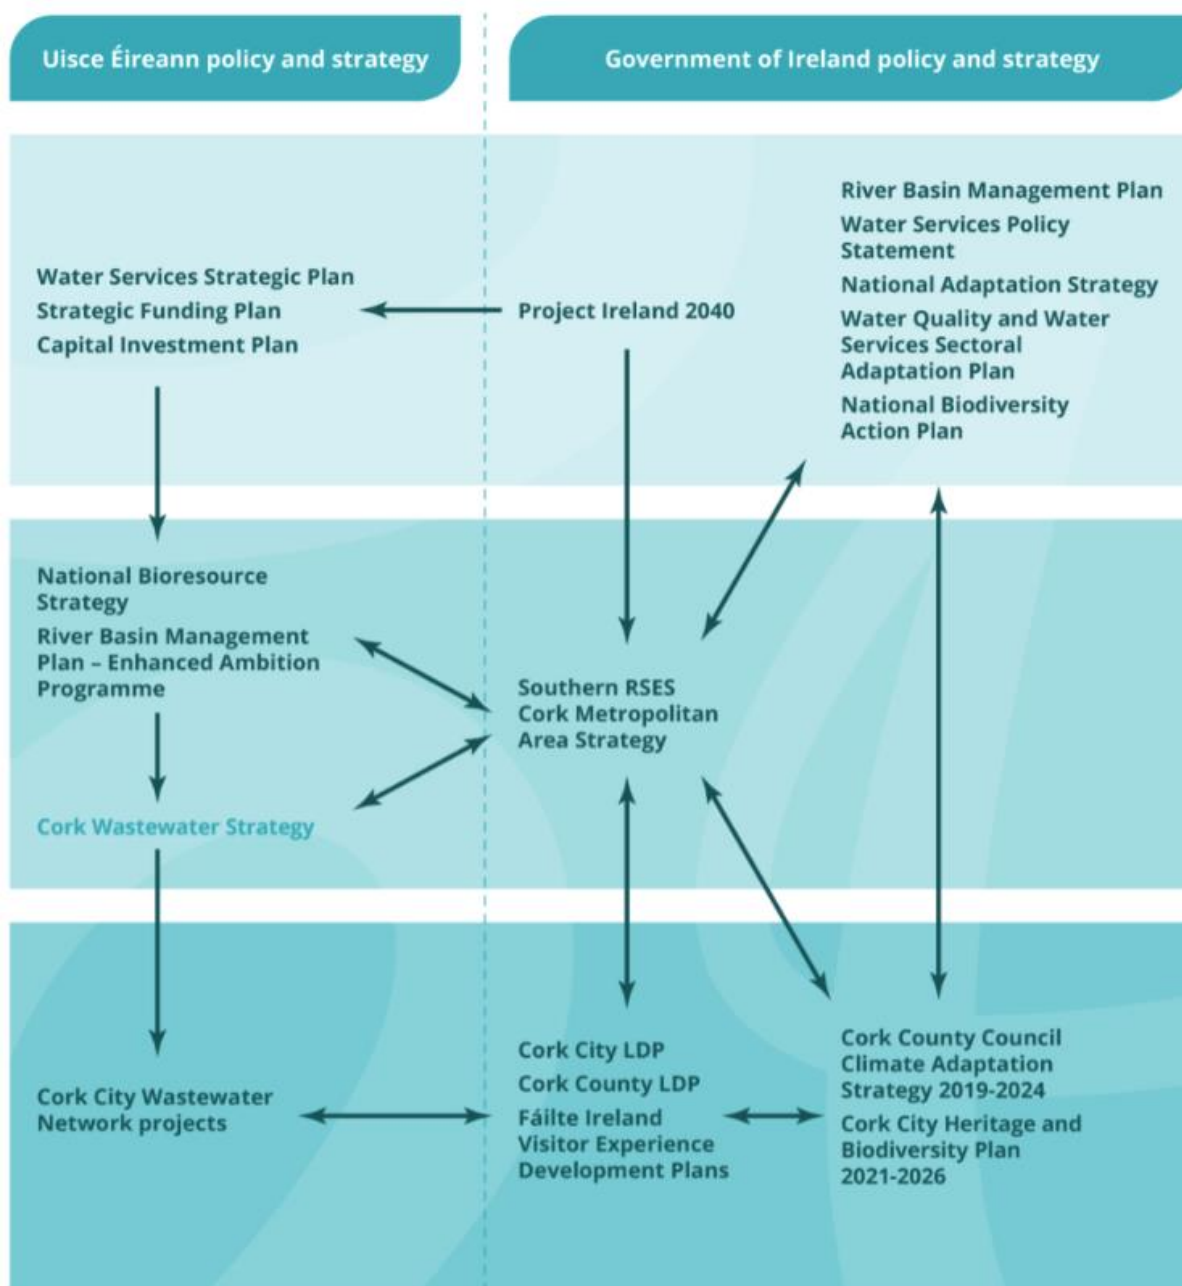 Uisce Éireann policy and strategy
Government of Ireland policy and strategy
Water Services Strategic Plan
Strategic Funding Plan
Capital Investment Plan
Project Ireland 2040
River Basin Management Plan
Water Services Policy
Statement
National Adaptation Strategy
Water Quality and Water
Services Sectoral
Adaptation Plan
National Biodiversity
Action Plan
National Bioresource
Strategy
River Basin Management
Plan – Enhanced Ambition
Programme
Southern RSES
Cork Metropolitan
Area Strategy
Cork Wastewater Strategy
Cork City Wastewater
Network projects
Cork City LDP
Cork County LDP
Fáilte Ireland
Visitor Experience
Development Plans
Cork County Council
Climate Adaptation
Strategy 2019-2024
Cork City Heritage and
Biodiversity Plan
2021-2026